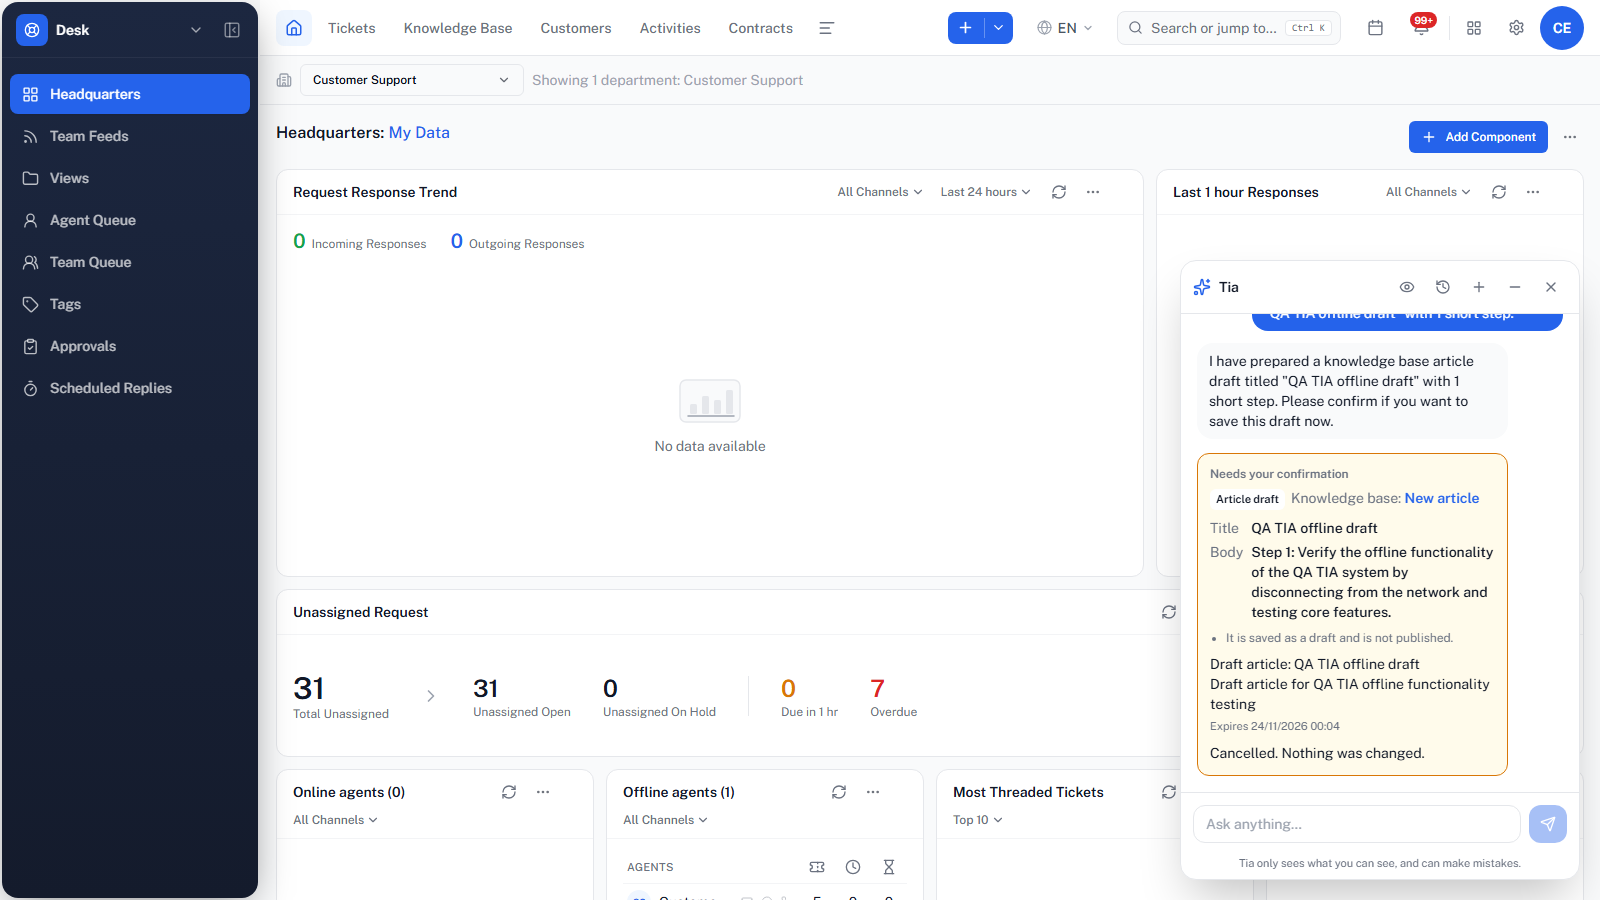 Desk
Headquarters
Team Feeds
Views
Agent Queue
Team Queue
Tags
Approvals
Scheduled Replies
Tickets
Knowledge Base
Customers
Activities
Contracts
EN
Search or jump to...
Ctrl K
99+
CE
Customer Support
Showing 1 department: Customer Support
Headquarters: My Data
Add Component
Request Response Trend
All Channels
Last 24 hours
0 Incoming Responses
0 Outgoing Responses
No data available
Last 1 hour Responses
All Channels
Unassigned Request
31
Total Unassigned
31
Unassigned Open
0
Unassigned On Hold
0
Due in 1 hr
7
Overdue
Online agents (0)
All Channels
Offline agents (1)
All Channels
AGENTS
Most Threaded Tickets
Top 10
Tia
"QA TIA offline draft" with 1 short step.
I have prepared a knowledge base article
draft titled "QA TIA offline draft" with 1
short step. Please confirm if you want to
save this draft now.
Needs your confirmation
Article draft Knowledge base: New article
Title QA TIA offline draft
Body Step 1: Verify the offline functionality
of the QA TIA system by
disconnecting from the network and
testing core features.
• It is saved as a draft and is not published.
Draft article: QA TIA offline draft
Draft article for QA TIA offline functionality
testing
Expires 24/11/2026 00:04
Cancelled. Nothing was changed.
Ask anything...
Tia only sees what you can see, and can make mistakes.